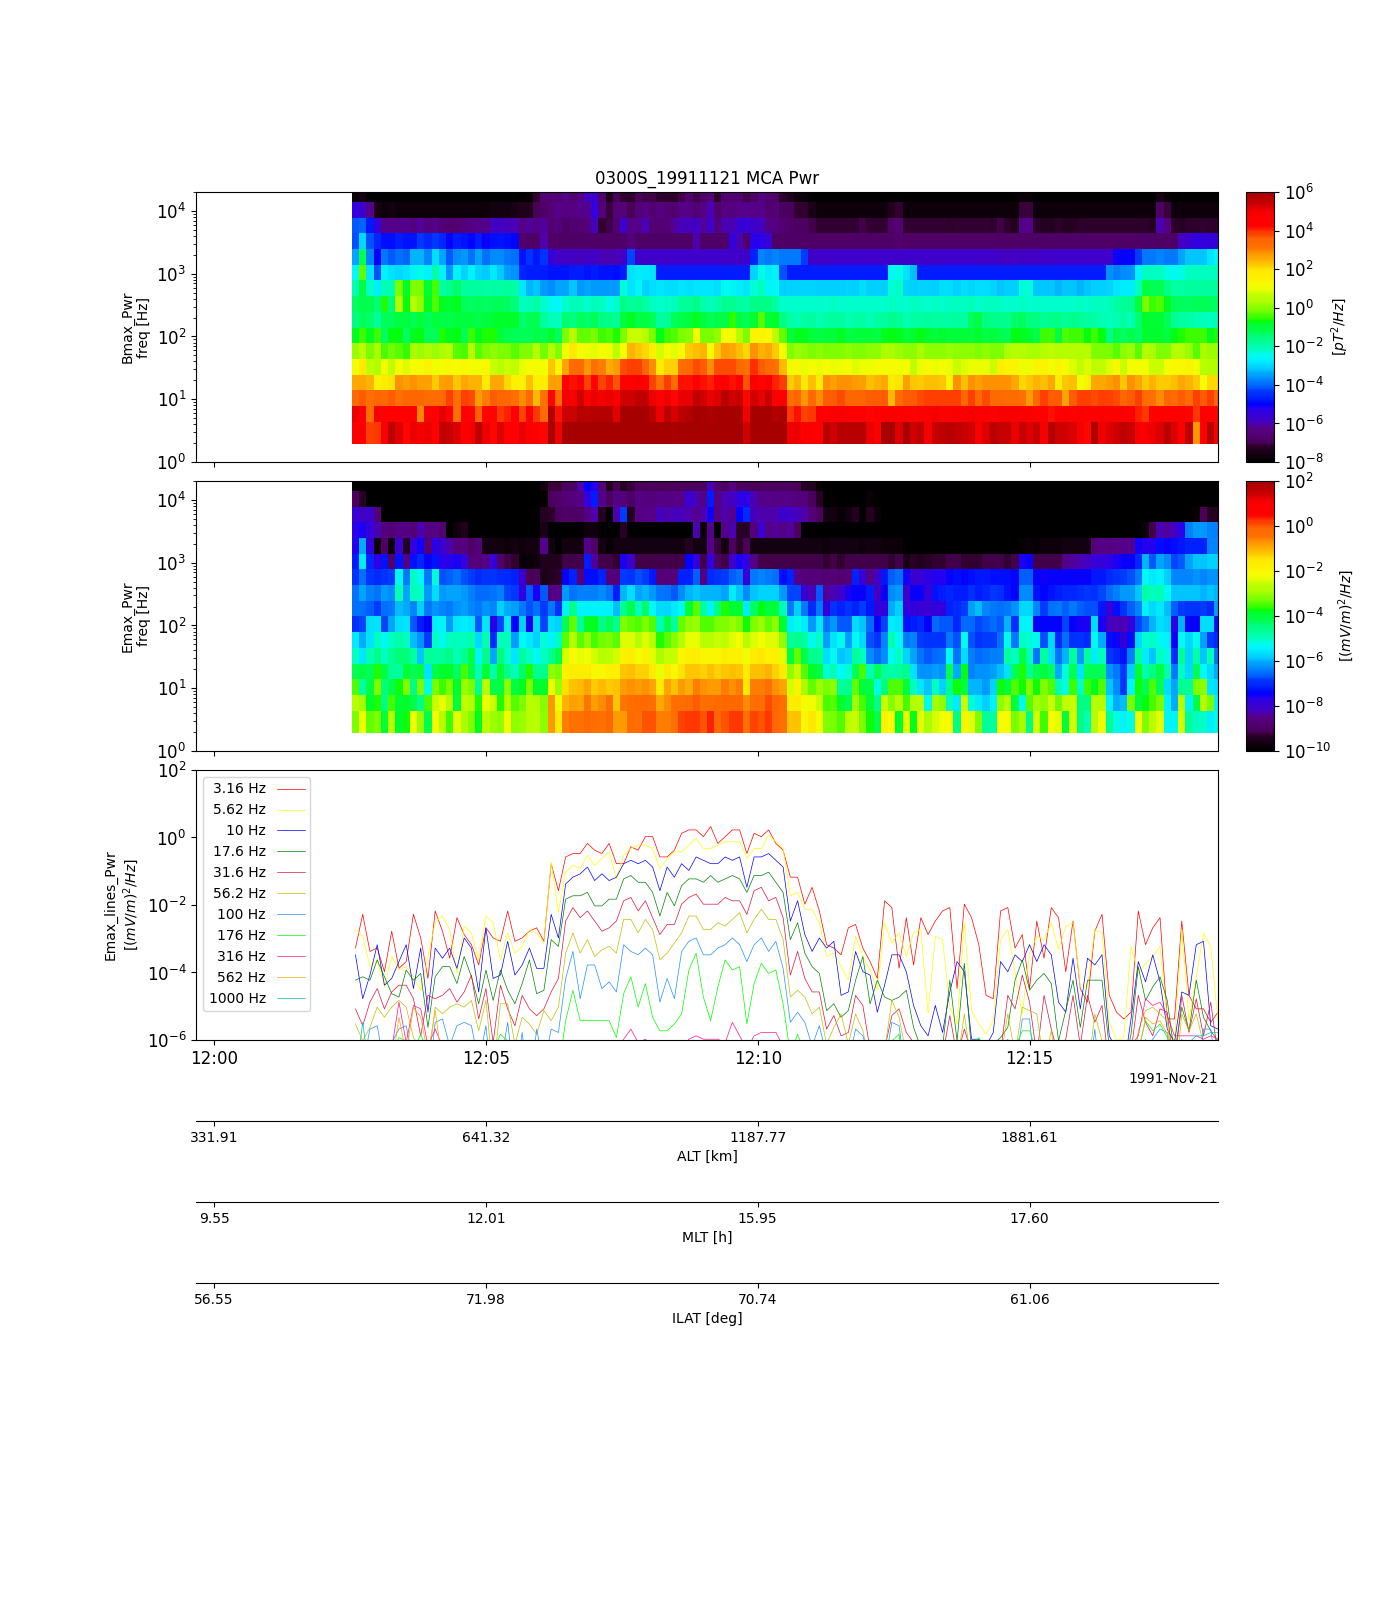 0300S_19911121 MCA Pwr
10^4
10^3
10^2
10^1
10^0
Bmax_Pwr
freq [Hz]
10^6
10^4
10^2
10^0
10^-2
10^-4
10^-6
10^-8
[pT^2/Hz]
10^4
10^3
10^2
10^1
10^0
Emax_Pwr
freq [Hz]
10^2
10^0
10^-2
10^-4
10^-6
10^-8
10^-10
[(mV/m)^2/Hz]
10^2
10^0
10^-2
10^-4
10^-6
Emax_lines_Pwr
[(mV/m)^2/Hz]
3.16 Hz
5.62 Hz
10 Hz
17.6 Hz
31.6 Hz
56.2 Hz
100 Hz
176 Hz
316 Hz
562 Hz
1000 Hz
12:00 12:05 12:10 12:15
1991-Nov-21
331.91 641.32 1187.77 1881.61
ALT [km]
9.55 12.01 15.95 17.60
MLT [h]
56.55 71.98 70.74 61.06
ILAT [deg]